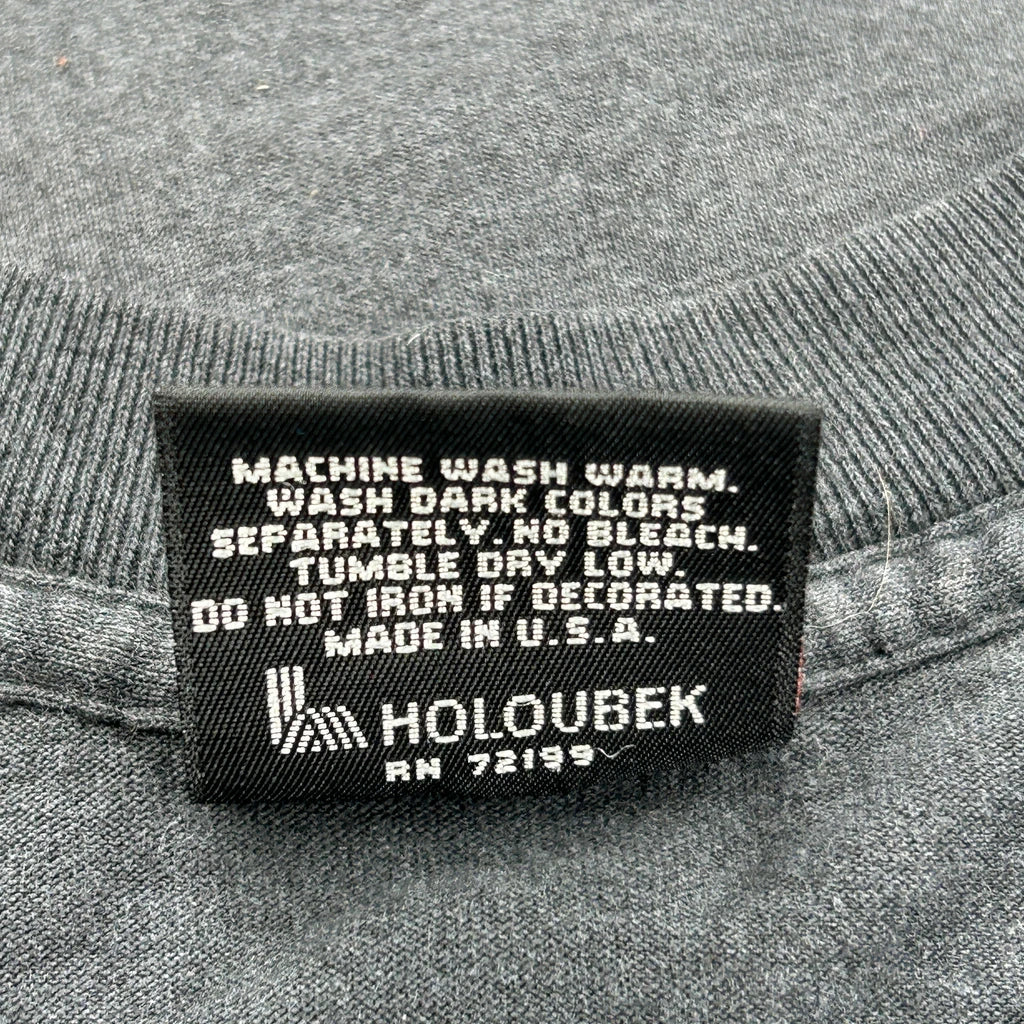 MACHINE WASH WARM.
WASH DARK COLORS
SEPARATELY. NO BLEACH.
TUMBLE DRY LOW.
DO NOT IRON IF DECORATED.
MADE IN U.S.A.
HOLOUBEK
RN 72199